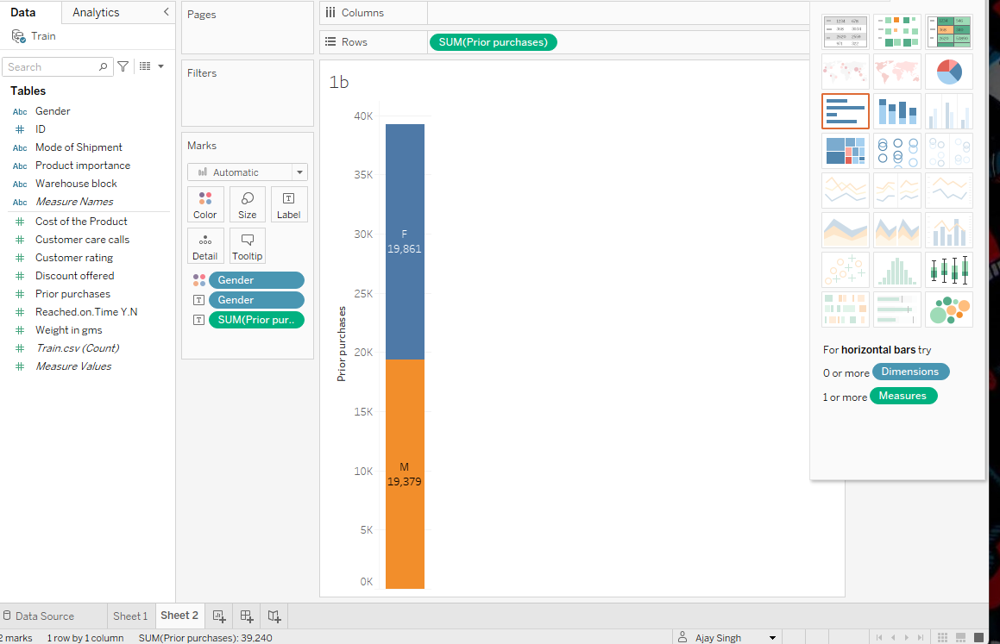 Data
Analytics
Train
Search
Tables
Abc Gender
ID
Abc Mode of Shipment
Abc Product importance
Abc Warehouse block
Abc Measure Names
Cost of the Product
Customer care calls
Customer rating
Discount offered
Prior purchases
Reached.on.Time Y.N
Weight in gms
Train.csv (Count)
Measure Values
Pages
Filters
Marks
Automatic
Color
Size
Label
Detail
Tooltip
Gender
Gender
SUM(Prior pur..
Columns
Rows
SUM(Prior purchases)
1b
40K
35K
30K
25K
20K
15K
10K
5K
0K
Prior purchases
F
19,861
M
19,379
For horizontal bars try
0 or more Dimensions
1 or more Measures
Data Source
Sheet 1
Sheet 2
2 marks
1 row by 1 column
SUM(Prior purchases): 39,240
Ajay Singh